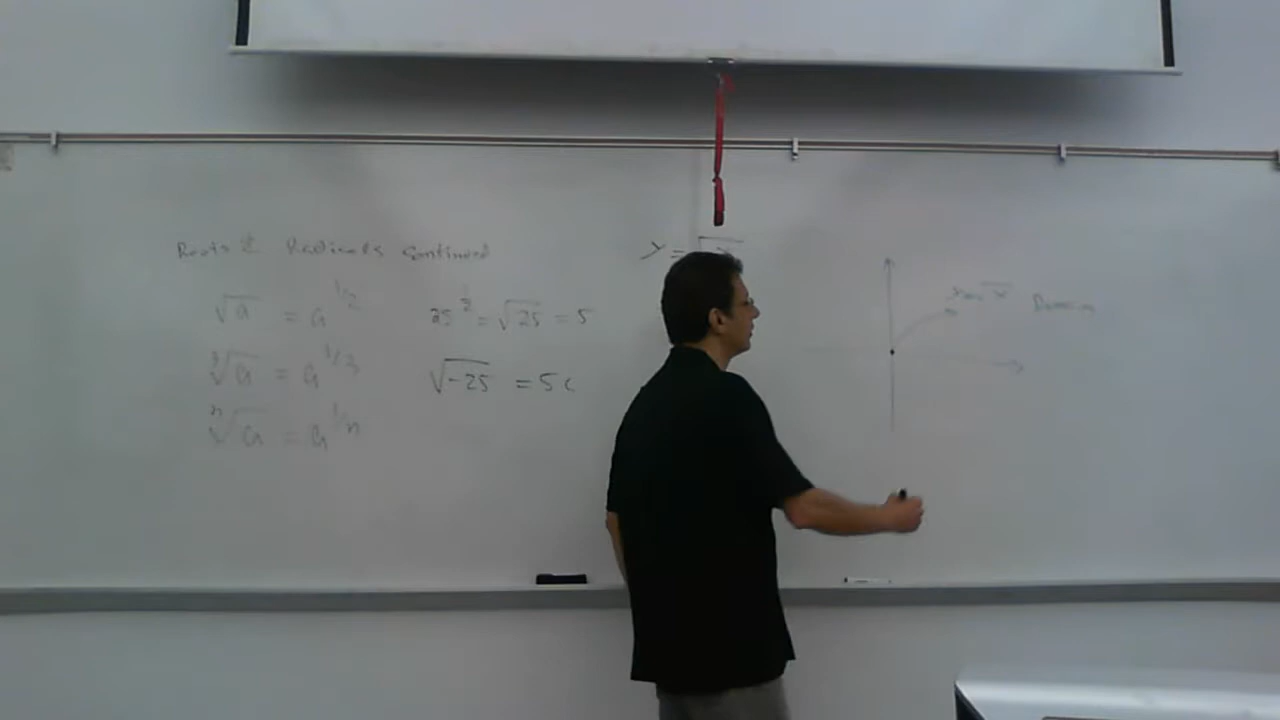 Roots & Radicals Continued
√a = a^1/2
∛a = a^1/3
ⁿ√a = a^1/n
25^½ = √25 = 5
√-25 = 5i
y = √x
y = √x Domain